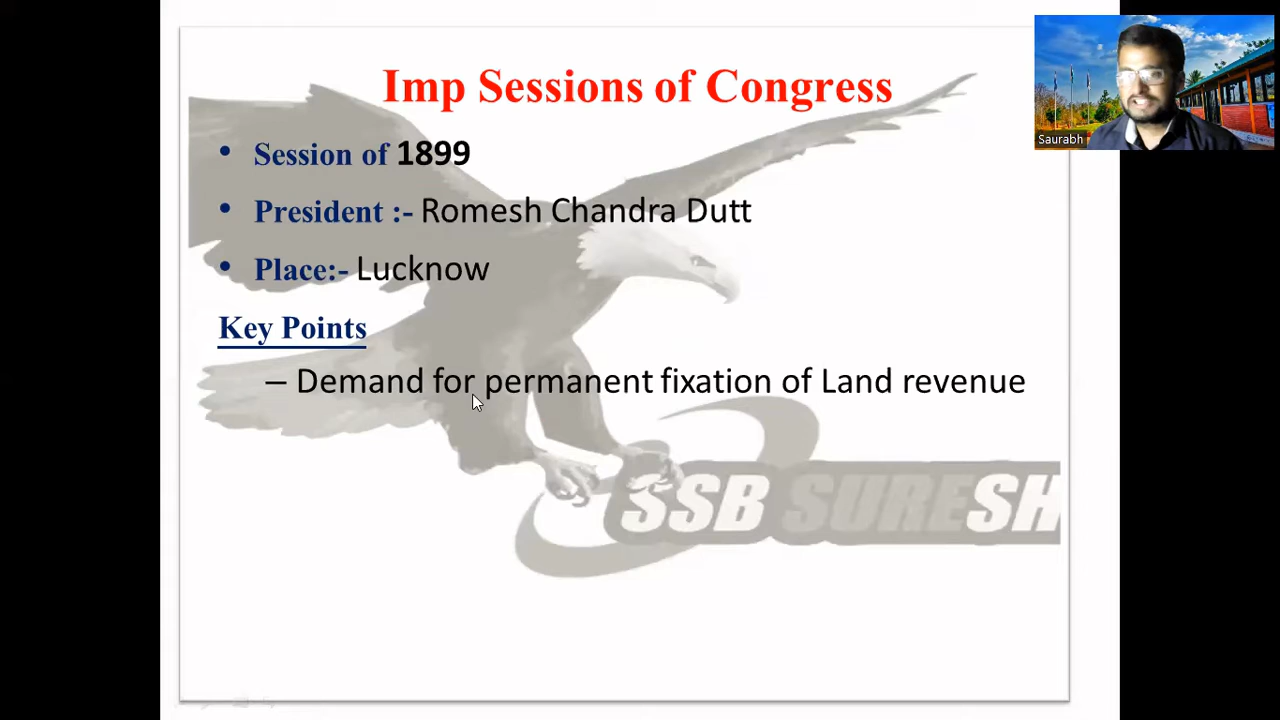 Imp Sessions of Congress
Saurabh
• Session of 1899
• President :- Romesh Chandra Dutt
• Place:- Lucknow
Key Points
– Demand for permanent fixation of Land revenue
SSB SURESH